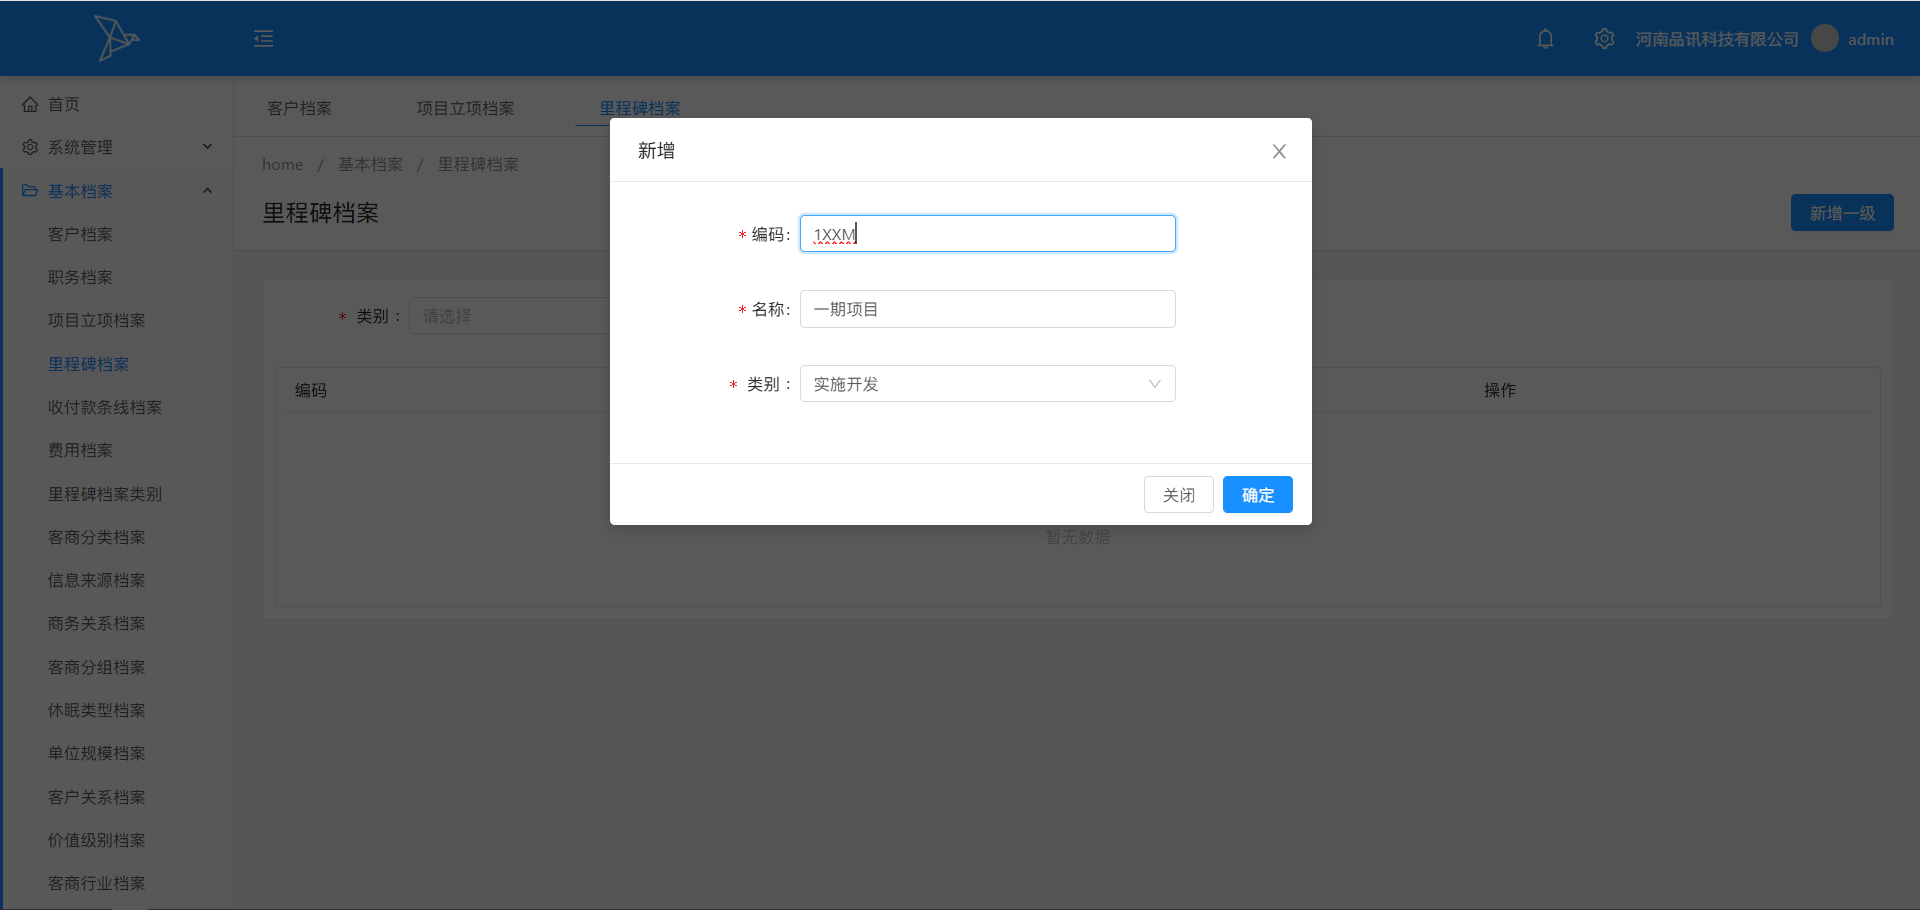 河南品讯科技有限公司 admin
首页
系统管理
基本档案
客户档案
职务档案
项目立项档案
里程碑档案
收付款条线档案
费用档案
里程碑档案类别
客商分类档案
信息来源档案
商务关系档案
客商分组档案
休眠类型档案
单位规模档案
客户关系档案
价值级别档案
客商行业档案
客户档案 项目立项档案 里程碑档案
home / 基本档案 / 里程碑档案
里程碑档案
新增一级
* 类别 : 请选择
编码 操作
暂无数据
新增
* 编码: 1XXM
* 名称: 一期项目
* 类别 : 实施开发
关闭 确定